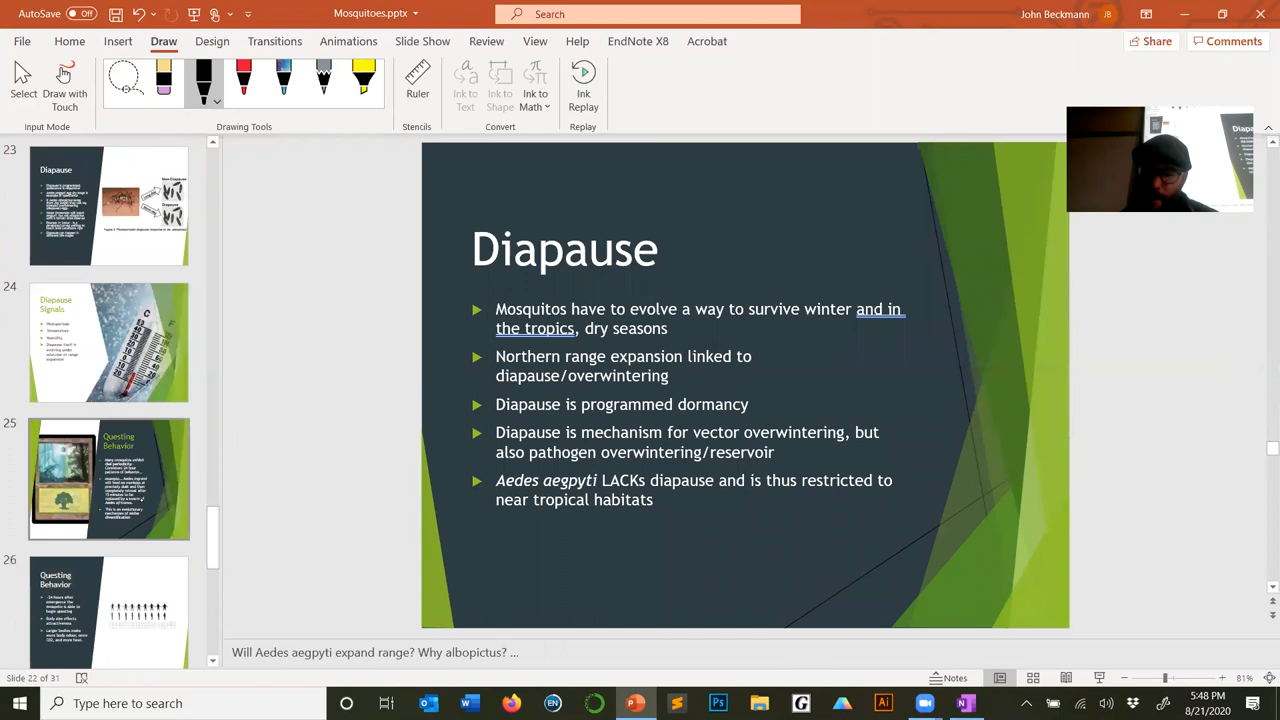 AutoSave Off
Mosquitoes.pptx
Search
John Beckmann JB
File Home Insert Draw Design Transitions Animations Slide Show Review View Help EndNote X8 Acrobat
Share Comments
Select
Draw with
Touch
Input Mode
Drawing Tools
Ruler
Stencils
Ink to
Text
Ink to
Shape
Ink to
Math
Convert
Ink
Replay
Replay
23
Diapause
24
Diapause
Signals
Photoperiods
Temperature
Humidity
25
Questing
Behavior
26
Questing
Behavior
Diapause
Mosquitos have to evolve a way to survive winter and in
the tropics, dry seasons
Northern range expansion linked to
diapause/overwintering
Diapause is programmed dormancy
Diapause is mechanism for vector overwintering, but
also pathogen overwintering/reservoir
Aedes aegpyti LACKs diapause and is thus restricted to
near tropical habitats
Will Aedes aegpyti expand range? Why albopictus? ...
Slide 22 of 31
Notes
81%
Type here to search
5:48 PM
8/21/2020